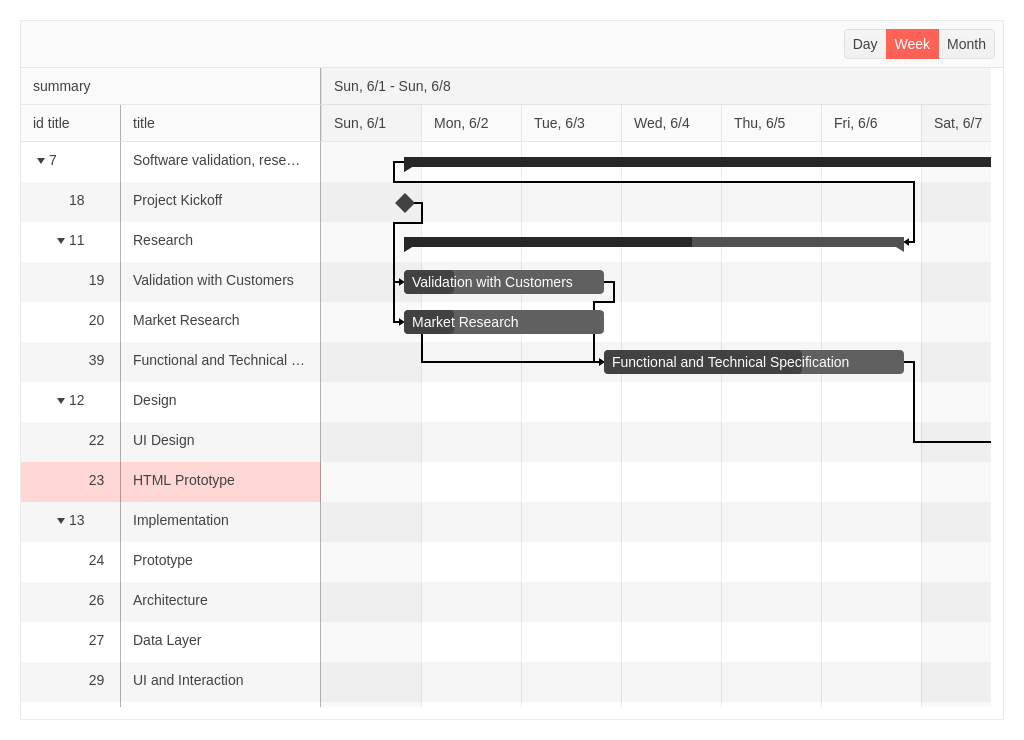 Day Week Month
summary Sun, 6/1 - Sun, 6/8
id title title Sun, 6/1 Mon, 6/2 Tue, 6/3 Wed, 6/4 Thu, 6/5 Fri, 6/6 Sat, 6/7
7 Software validation, rese…
18 Project Kickoff
11 Research
19 Validation with Customers Validation with Customers
20 Market Research Market Research
39 Functional and Technical … Functional and Technical Specification
12 Design
22 UI Design
23 HTML Prototype
13 Implementation
24 Prototype
26 Architecture
27 Data Layer
29 UI and Interaction